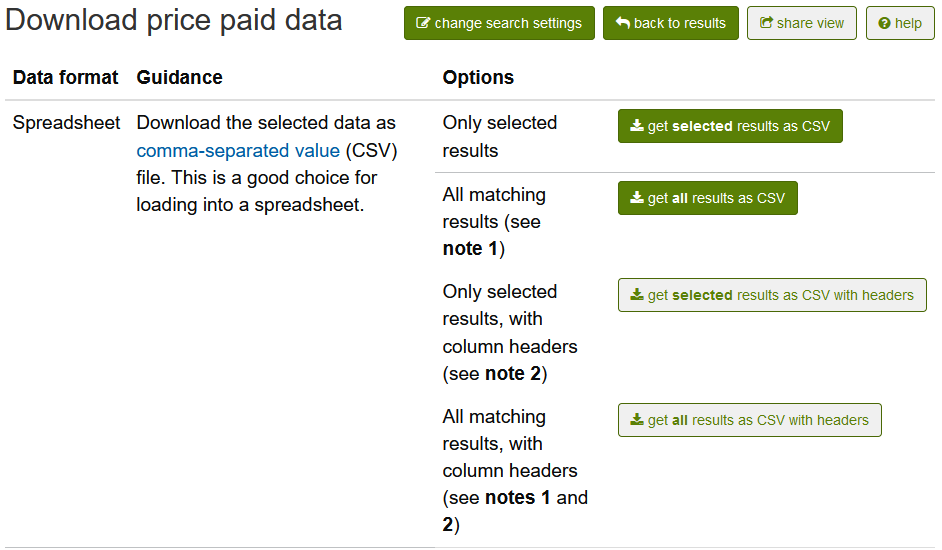 Download price paid data
change search settings
back to results
share view
help
Data format Guidance Options
Spreadsheet
Download the selected data as
comma-separated value (CSV)
file. This is a good choice for
loading into a spreadsheet.
Only selected
results
get selected results as CSV
All matching
results (see
note 1)
get all results as CSV
Only selected
results, with
column headers
(see note 2)
get selected results as CSV with headers
All matching
results, with
column headers
(see notes 1 and
2)
get all results as CSV with headers